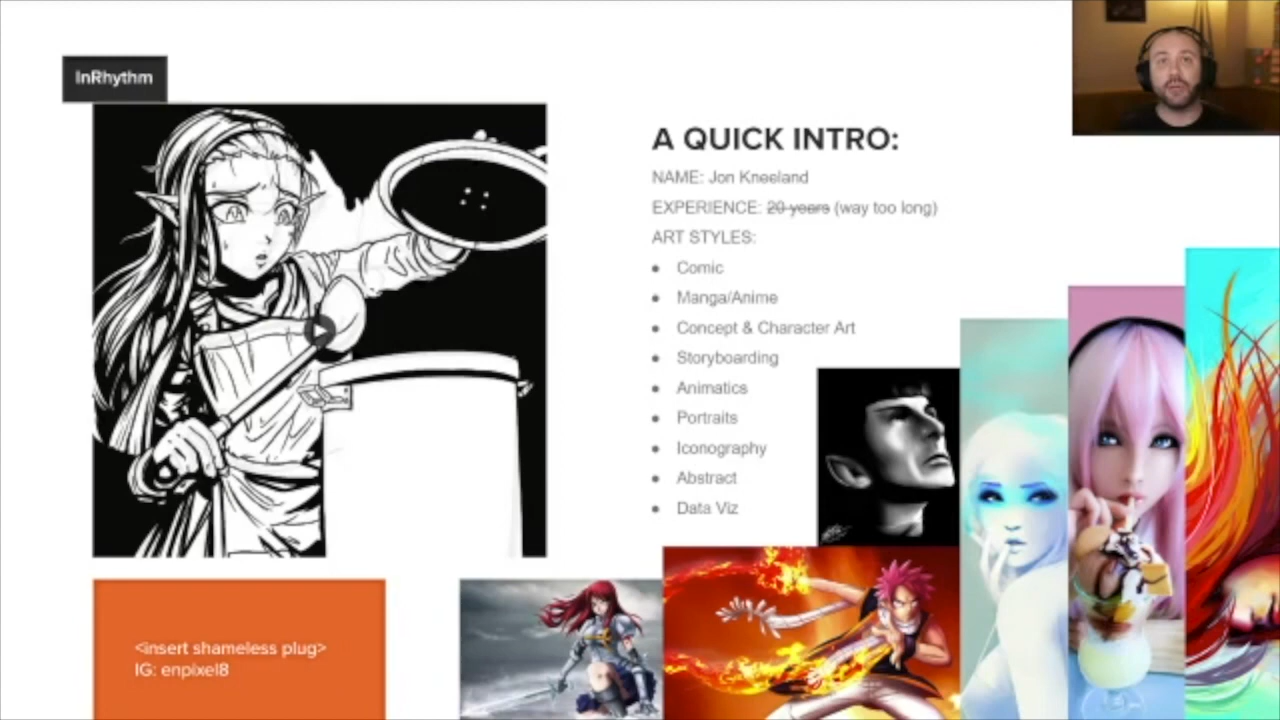 InRhythm
A QUICK INTRO:
NAME: Jon Kneeland
EXPERIENCE: 20 years (way too long)
ART STYLES:
• Comic
• Manga/Anime
• Concept & Character Art
• Storyboarding
• Animatics
• Portraits
• Iconography
• Abstract
• Data Viz
<insert shameless plug>
IG: enpixel8